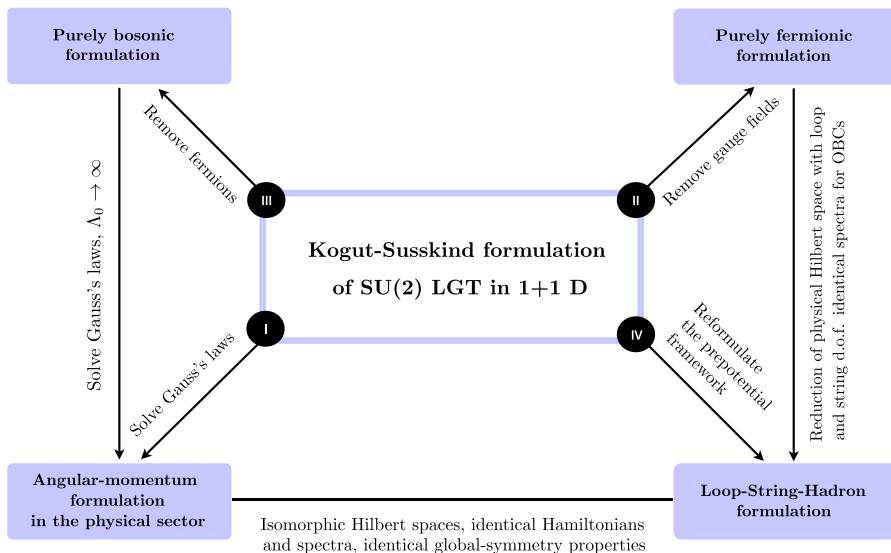 Purely bosonic
formulation
Purely fermionic
formulation
Remove fermions
Remove gauge fields
III
II
Solve Gauss's laws, Λ₀ → ∞
Kogut-Susskind formulation
of SU(2) LGT in 1+1 D
Reduction of physical Hilbert space with loop
and string d.o.f. identical spectra for OBCs
I
IV
Solve Gauss's laws
Reformulate
the prepotential
framework
Angular-momentum
formulation
in the physical sector
Loop-String-Hadron
formulation
Isomorphic Hilbert spaces, identical Hamiltonians
and spectra, identical global-symmetry properties